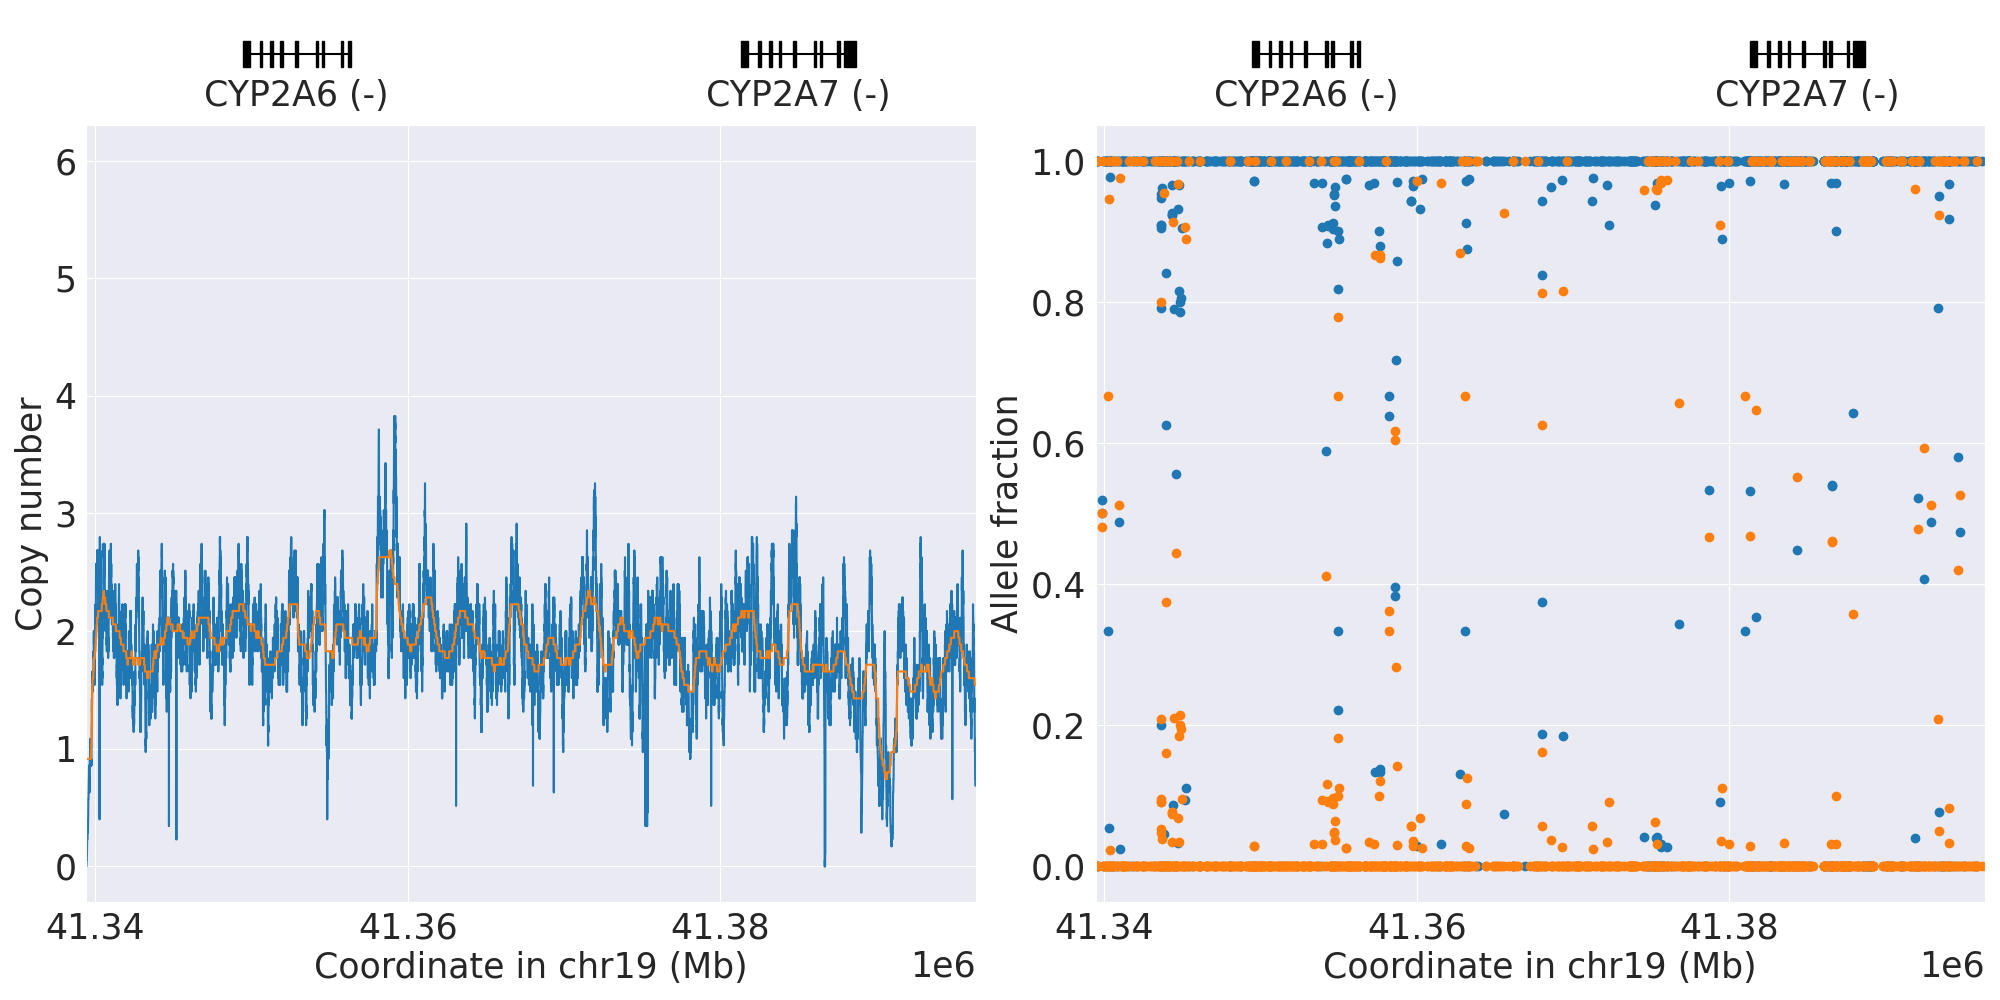 CYP2A6 (-) CYP2A7 (-)
Copy number
6
5
4
3
2
1
0
41.34 41.36 41.38
Coordinate in chr19 (Mb) 1e6
CYP2A6 (-) CYP2A7 (-)
Allele fraction
1.0
0.8
0.6
0.4
0.2
0.0
41.34 41.36 41.38
Coordinate in chr19 (Mb) 1e6